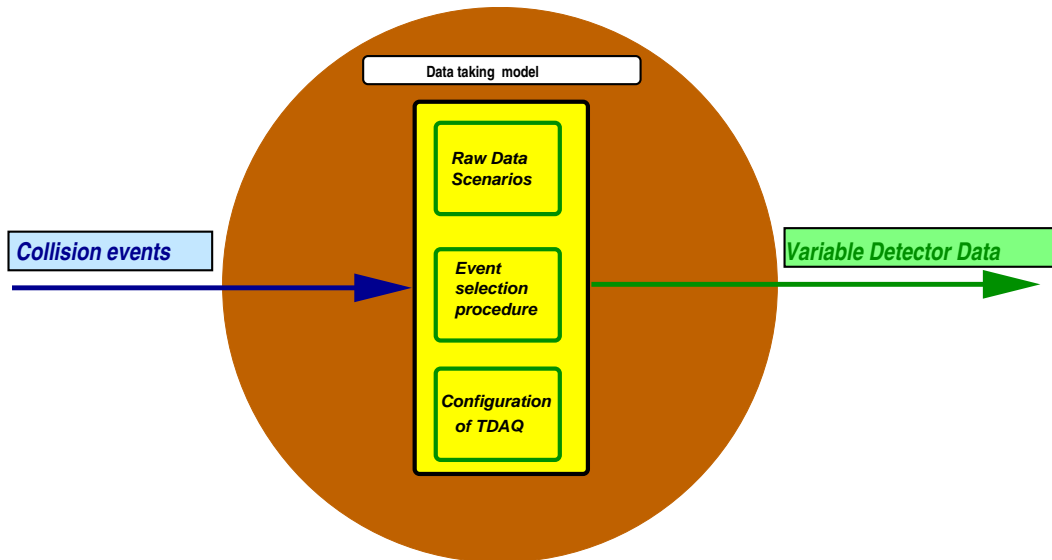 Data taking model
Raw Data
Scenarios
Collision events
Variable Detector Data
Event
selection
procedure
Configuration
of TDAQ